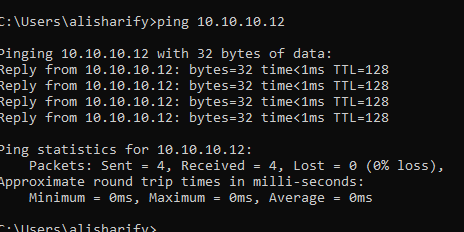 C:\Users\alisharify>ping 10.10.10.12
Pinging 10.10.10.12 with 32 bytes of data:
Reply from 10.10.10.12: bytes=32 time<1ms TTL=128
Reply from 10.10.10.12: bytes=32 time<1ms TTL=128
Reply from 10.10.10.12: bytes=32 time<1ms TTL=128
Reply from 10.10.10.12: bytes=32 time<1ms TTL=128
Ping statistics for 10.10.10.12:
    Packets: Sent = 4, Received = 4, Lost = 0 (0% loss),
Approximate round trip times in milli-seconds:
    Minimum = 0ms, Maximum = 0ms, Average = 0ms
C:\Users\alisharify>